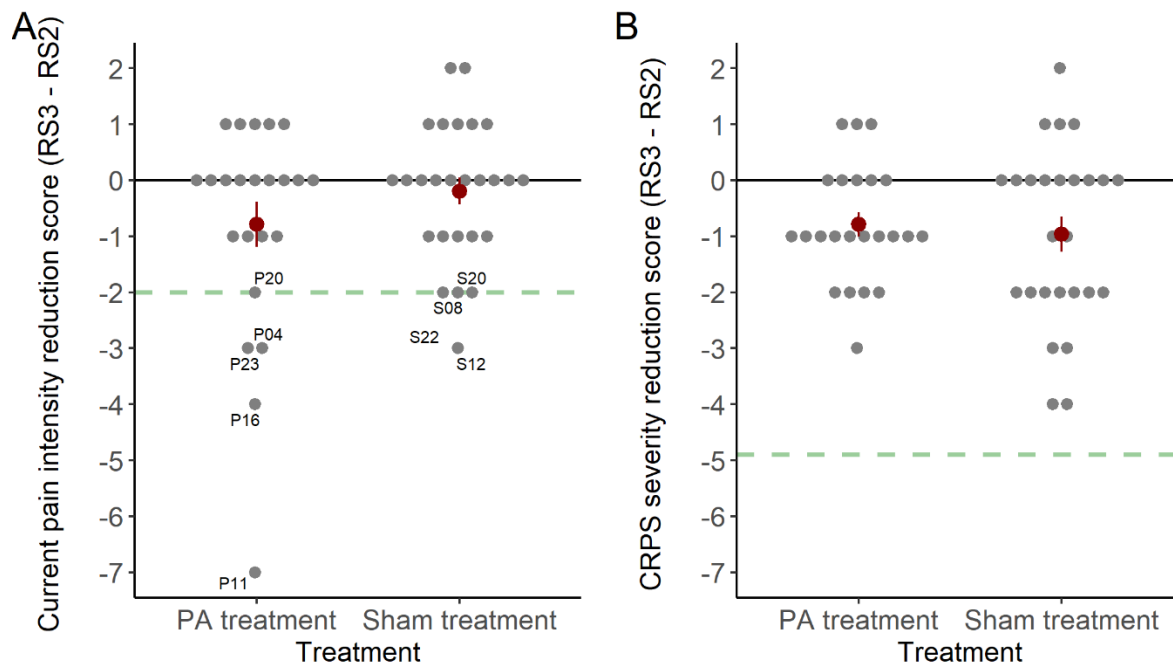 A
Current pain intensity reduction score (RS3 - RS2)
2
1
0
-1
-2
-3
-4
-5
-6
-7
P20
P04
P23
P16
P11
S20
S08
S22
S12
PA treatment
Sham treatment
Treatment
B
CRPS severity reduction score (RS3 - RS2)
2
1
0
-1
-2
-3
-4
-5
-6
-7
PA treatment
Sham treatment
Treatment